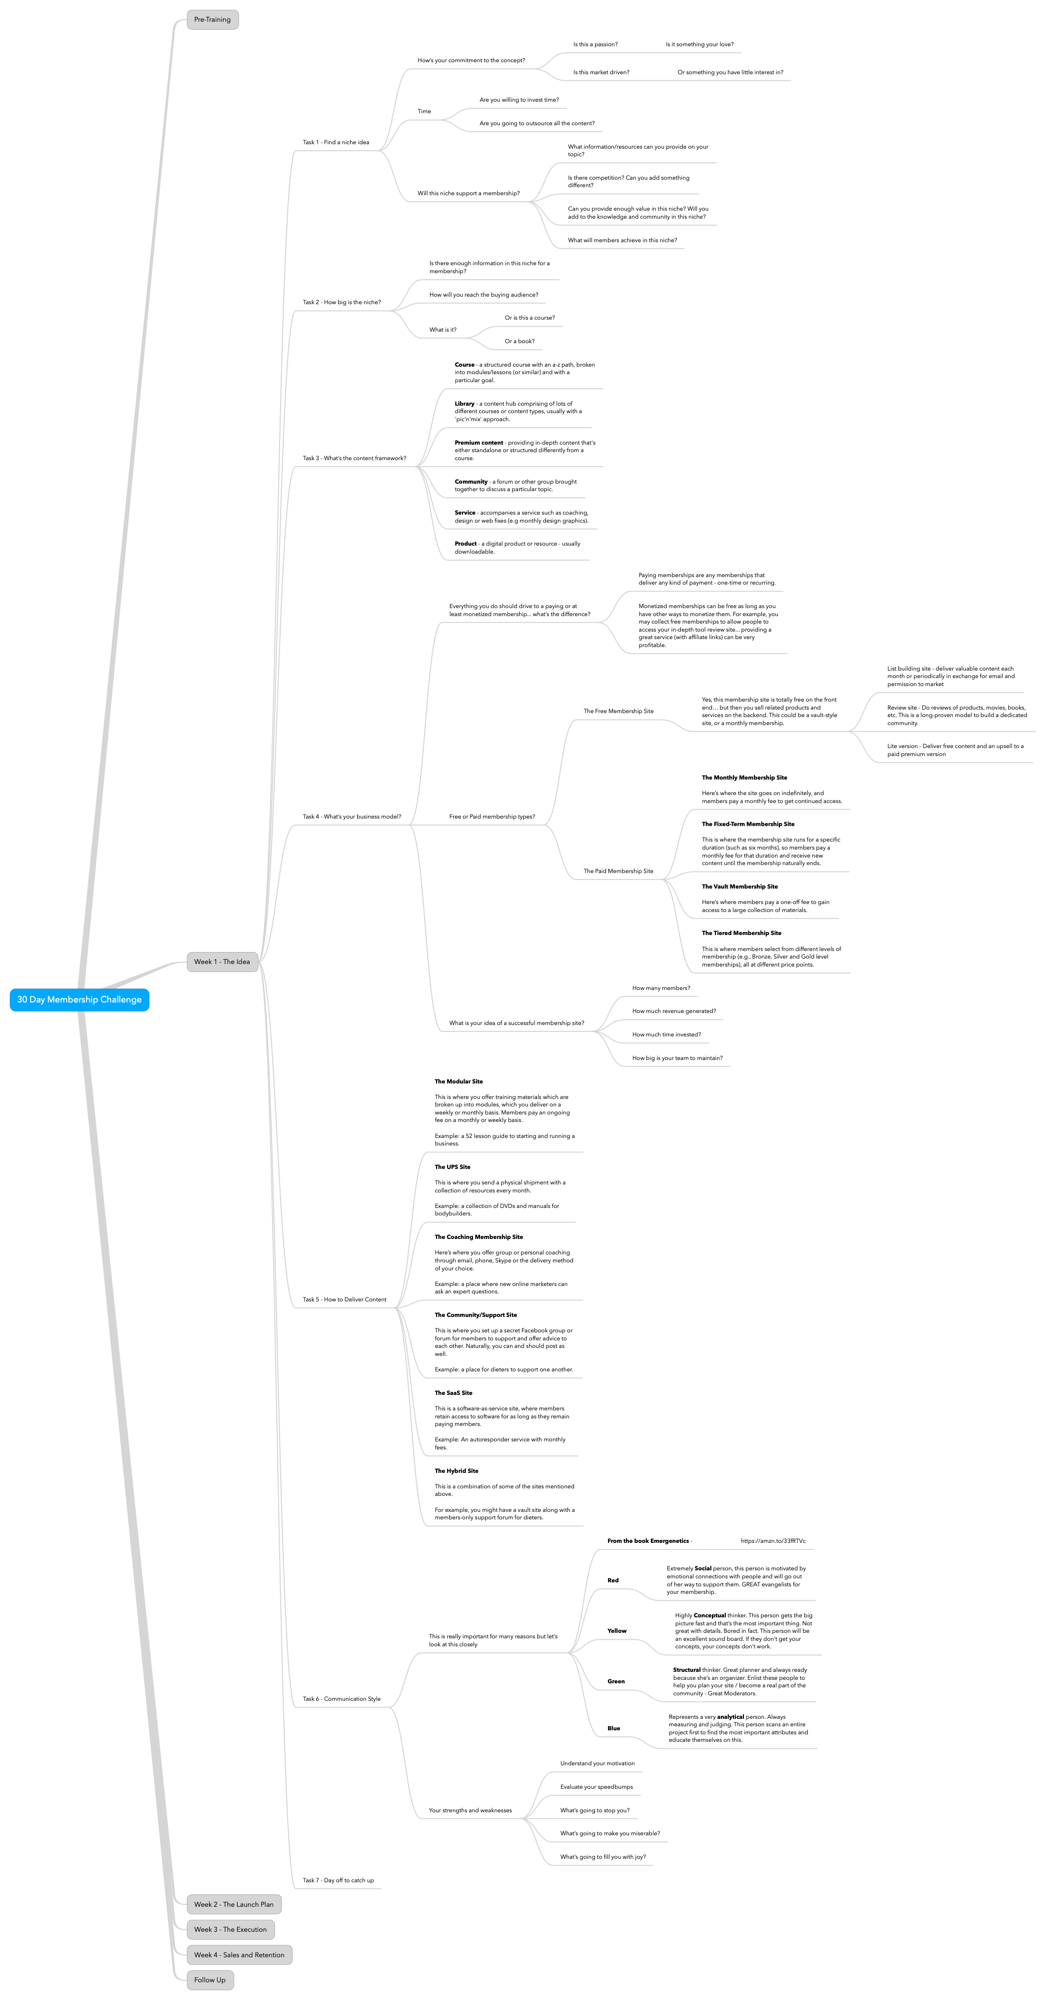 Pre-Training
Is this a passion?
Is it something your love?
How's your commitment to the concept?
Is this market driven?
Or something you have little interest in?
Are you willing to invest time?
Time
Are you going to outsource all the content?
Task 1 - Find a niche idea
What information/resources can you provide on your
topic?
Is there competition? Can you add something
different?
Will this niche support a membership?
Can you provide enough value in this niche? Will you
add to the knowledge and community in this niche?
What will members achieve in this niche?
Is there enough information in this niche for a
membership?
How will you reach the buying audience?
Task 2 - How big is the niche?
Or is this a course?
What is it?
Or a book?
Course - a structured course with an a-z path, broken
into modules/lessons (or similar) and with a
particular goal.
Library - a content hub comprising of lots of
different courses or content types, usually with a
'pic'n'mix' approach.
Premium content - providing in-depth content that's
either standalone or structured differently from a
course.
Task 3 - What's the content framework?
Community - a forum or other group brought
together to discuss a particular topic.
Service - accompanies a service such as coaching,
design or web fixes (e.g monthly design graphics).
Product - a digital product or resource - usually
downloadable.
Paying memberships are any memberships that
deliver any kind of payment - one-time or recurring.
Everything you do should drive to a paying or at
least monetized membership... what's the difference?
Monetized memberships can be free as long as you
have other ways to monetize them. For example, you
may collect free memberships to allow people to
access your in-depth tool review site... providing a
great service (with affiliate links) can be very
profitable.
List building site - deliver valuable content each
month or periodically in exchange for email and
permission to market
The Free Membership Site
Yes, this membership site is totally free on the front
end… but then you sell related products and
services on the backend. This could be a vault-style
site, or a monthly membership.
Review site - Do reviews of products, movies, books,
etc. This is a long-proven model to build a dedicated
community.
Lite version - Deliver free content and an upsell to a
paid premium version
Task 4 - What's your business model?
Free or Paid membership types?
The Monthly Membership Site
Here's where the site goes on indefinitely, and
members pay a monthly fee to get continued access.
The Fixed-Term Membership Site
This is where the membership site runs for a specific
duration (such as six months), so members pay a
monthly fee for that duration and receive new
content until the membership naturally ends.
The Paid Membership Site
The Vault Membership Site
Here's where members pay a one-off fee to gain
access to a large collection of materials.
The Tiered Membership Site
This is where members select from different levels of
membership (e.g., Bronze, Silver and Gold level
memberships), all at different price points.
Week 1 - The Idea
How many members?
How much revenue generated?
What is your idea of a successful membership site?
How much time invested?
How big is your team to maintain?
30 Day Membership Challenge
The Modular Site
This is where you offer training materials which are
broken up into modules, which you deliver on a
weekly or monthly basis. Members pay an ongoing
fee on a monthly or weekly basis.
Example: a 52 lesson guide to starting and running a
business.
The UPS Site
This is where you send a physical shipment with a
collection of resources every month.
Example: a collection of DVDs and manuals for
bodybuilders.
The Coaching Membership Site
Here's where you offer group or personal coaching
through email, phone, Skype or the delivery method
of your choice.
Example: a place where new online marketers can
ask an expert questions.
Task 5 - How to Deliver Content
The Community/Support Site
This is where you set up a secret Facebook group or
forum for members to support and offer advice to
each other. Naturally, you can and should post as
well.
Example: a place for dieters to support one another.
The SaaS Site
This is a software-as-service site, where members
retain access to software for as long as they remain
paying members.
Example: An autoresponder service with monthly
fees.
The Hybrid Site
This is a combination of some of the sites mentioned
above.
For example, you might have a vault site along with a
members-only support forum for dieters.
From the book Emergenetics -
https://amzn.to/33fRTVc
Red
Extremely Social person, this person is motivated by
emotional connections with people and will go out
of her way to support them. GREAT evangelists for
your membership.
This is really important for many reasons but let's
look at this closely
Yellow
Highly Conceptual thinker. This person gets the big
picture fast and that's the most important thing. Not
great with details. Bored in fact. This person will be
an excellent sound board. If they don't get your
concepts, your concepts don't work.
Green
Structural thinker. Great planner and always ready
because she's an organizer. Enlist these people to
help you plan your site / become a real part of the
community - Great Moderators.
Task 6 - Communication Style
Blue
Represents a very analytical person. Always
measuring and judging. This person scans an entire
project first to find the most important attributes and
educate themselves on this.
Understand your motivation
Evaluate your speedbumps
Your strengths and weaknesses
What's going to stop you?
What's going to make you miserable?
What's going to fill you with joy?
Task 7 - Day off to catch up
Week 2 - The Launch Plan
Week 3 - The Execution
Week 4 - Sales and Retention
Follow Up